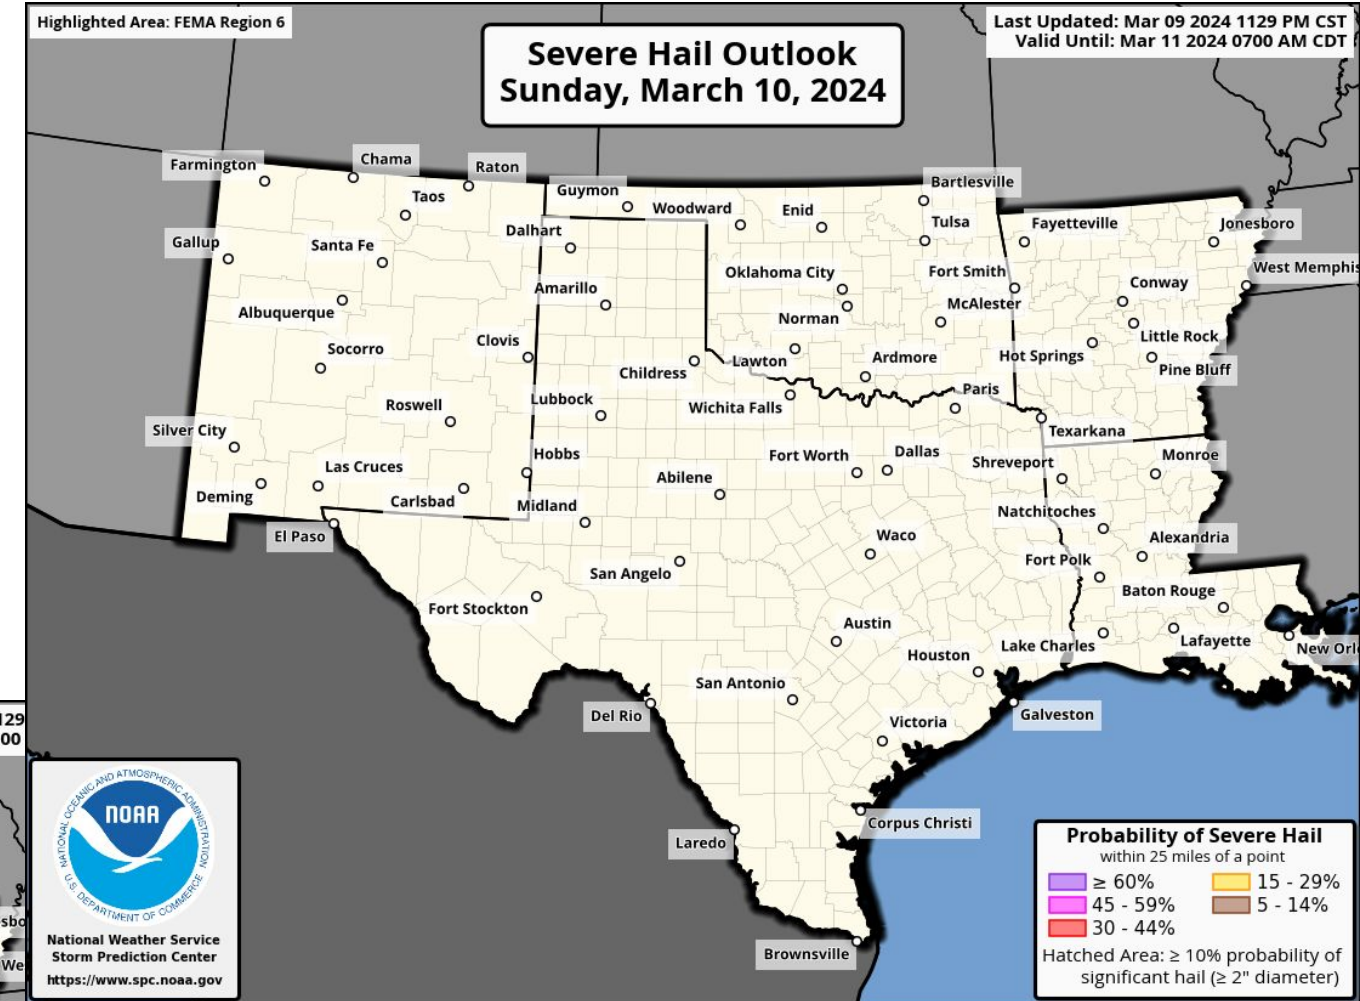 Highlighted Area: FEMA Region 6
Severe Hail Outlook
Sunday, March 10, 2024
Last Updated: Mar 09 2024 1129 PM CST
Valid Until: Mar 11 2024 0700 AM CDT
Farmington
Chama
Raton
Taos
Guymon
Woodward
Enid
Bartlesville
Tulsa
Fayetteville
Jonesboro
Gallup
Santa Fe
Dalhart
Oklahoma City
Fort Smith
West Memphis
Amarillo
Conway
Albuquerque
Norman
McAlester
Socorro
Clovis
Little Rock
Childress
Lawton
Ardmore
Hot Springs
Pine Bluff
Roswell
Lubbock
Wichita Falls
Paris
Silver City
Texarkana
Hobbs
Fort Worth
Dallas
Shreveport
Monroe
Las Cruces
Abilene
Deming
Carlsbad
Midland
Natchitoches
El Paso
Waco
Alexandria
San Angelo
Fort Polk
Fort Stockton
Baton Rouge
Austin
Lake Charles
Lafayette
New Orl
Houston
San Antonio
Del Rio
Galveston
Victoria
129
00
Corpus Christi
Laredo
Brownsville
sbo
We
NATIONAL OCEANIC AND ATMOSPHERIC ADMINISTRATION
NOAA
U.S. DEPARTMENT OF COMMERCE
National Weather Service
Storm Prediction Center
https://www.spc.noaa.gov
Probability of Severe Hail
within 25 miles of a point
≥ 60% 15 - 29%
45 - 59% 5 - 14%
30 - 44%
Hatched Area: ≥ 10% probability of
significant hail (≥ 2" diameter)